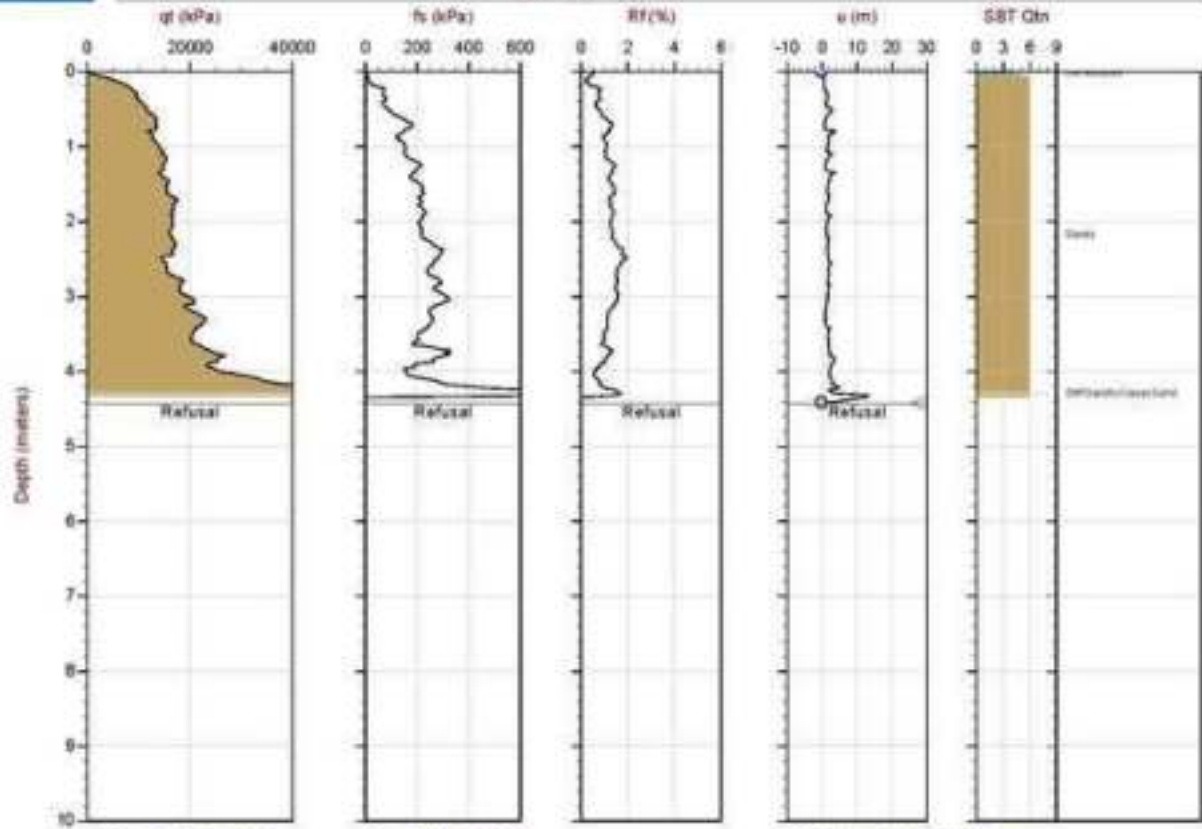 qt (kPa) fs (kPa) Rf (%) u (m) SBT Qtn
0 20000 40000 0 200 400 600 0 2 4 6 -10 0 10 20 30 0 3 6 9
0
1
2
3
4
Refusal Refusal Refusal Refusal
5
6
7
8
9
10
Depth (meters)